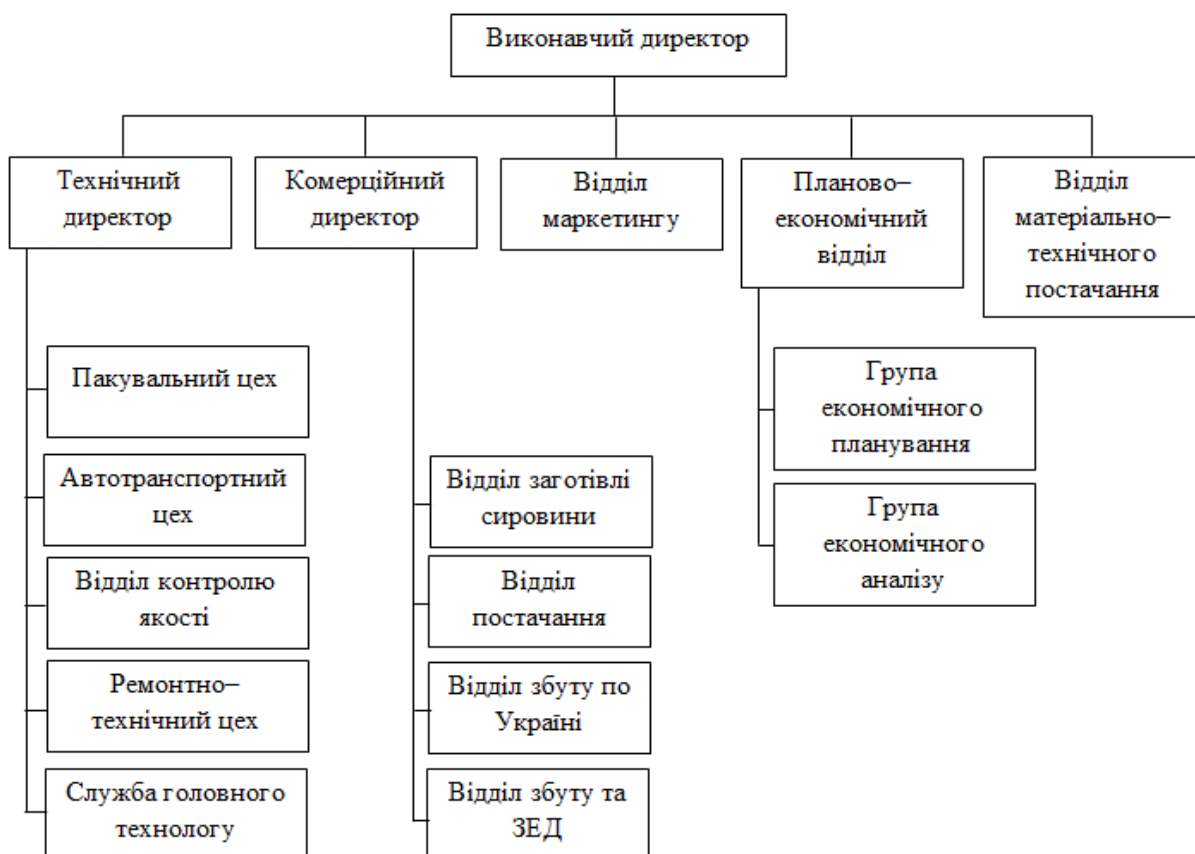 Виконавчий директор
Технічний
директор
Комерційний
директор
Відділ
маркетингу
Планово–
економічний
відділ
Відділ
матеріально–
технічного
постачання
Пакувальний цех
Автотранспортний
цех
Відділ контролю
якості
Ремонтно–
технічний цех
Служба головного
технологу
Відділ заготівлі
сировини
Відділ
постачання
Відділ збуту по
Україні
Відділ збуту та
ЗЕД
Група
економічного
планування
Група
економічного
аналізу